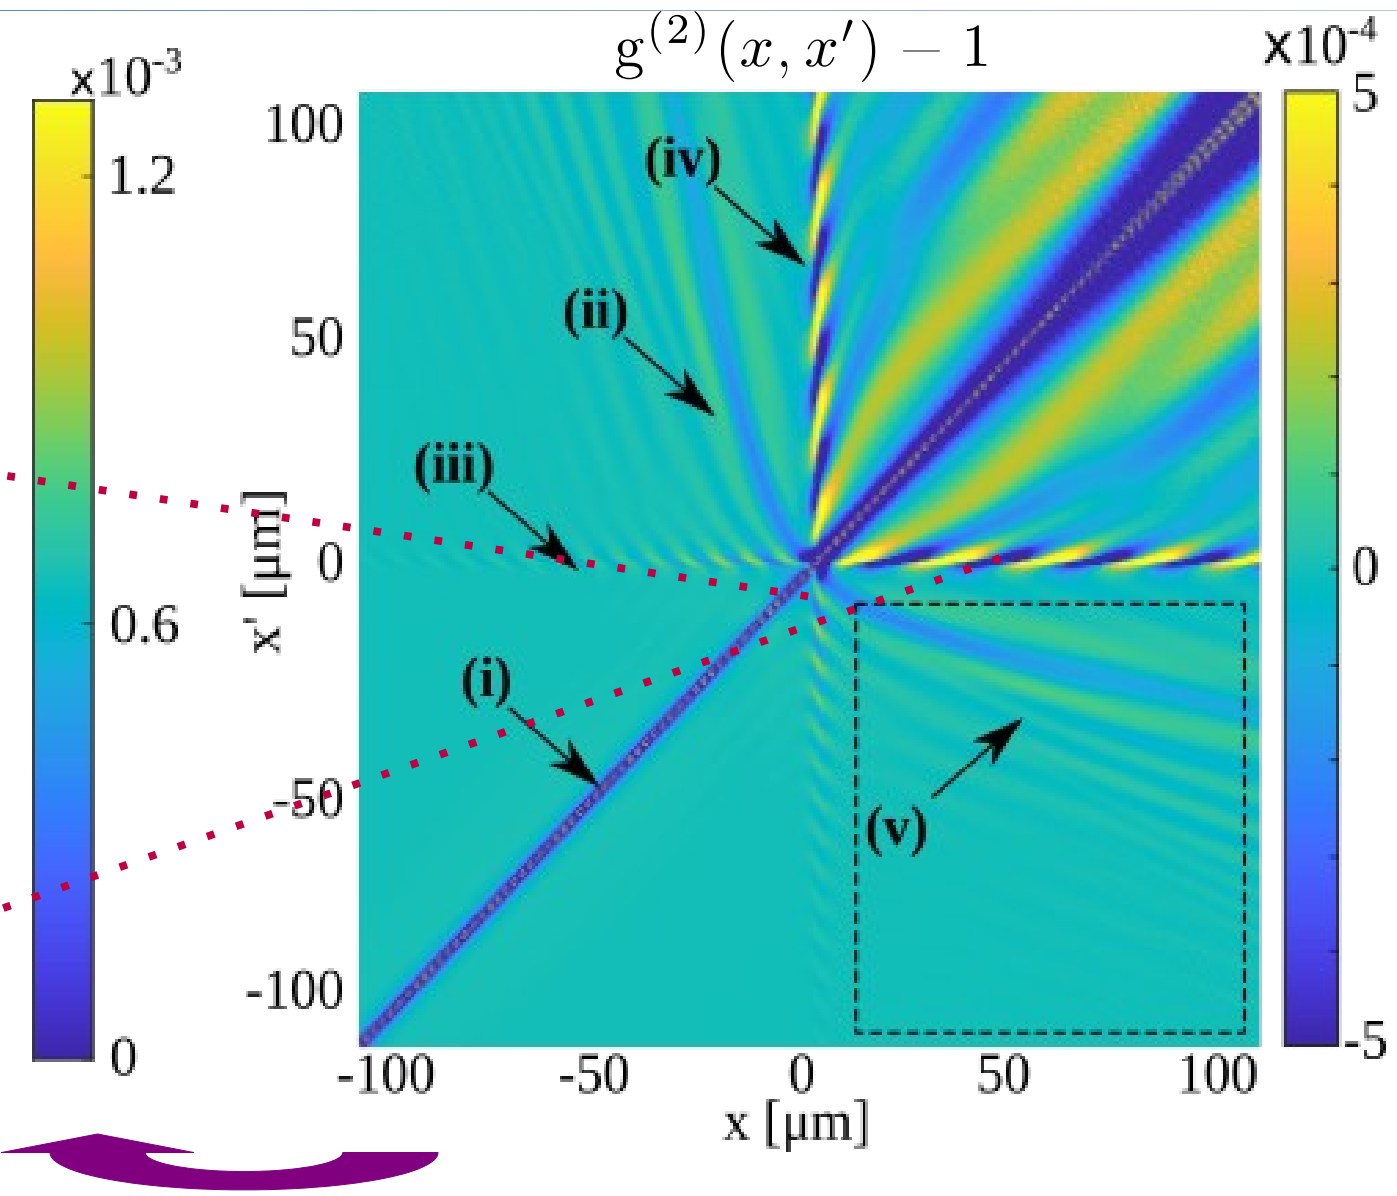 g^{(2)}(x, x') − 1
x10^{-3}
1.2
0.6
0
x' [μm]
100
50
0
-50
-100
(iv)
(ii)
(iii)
(i)
(v)
-100 -50 0 50 100
x [μm]
x10^{-4}
5
0
-5